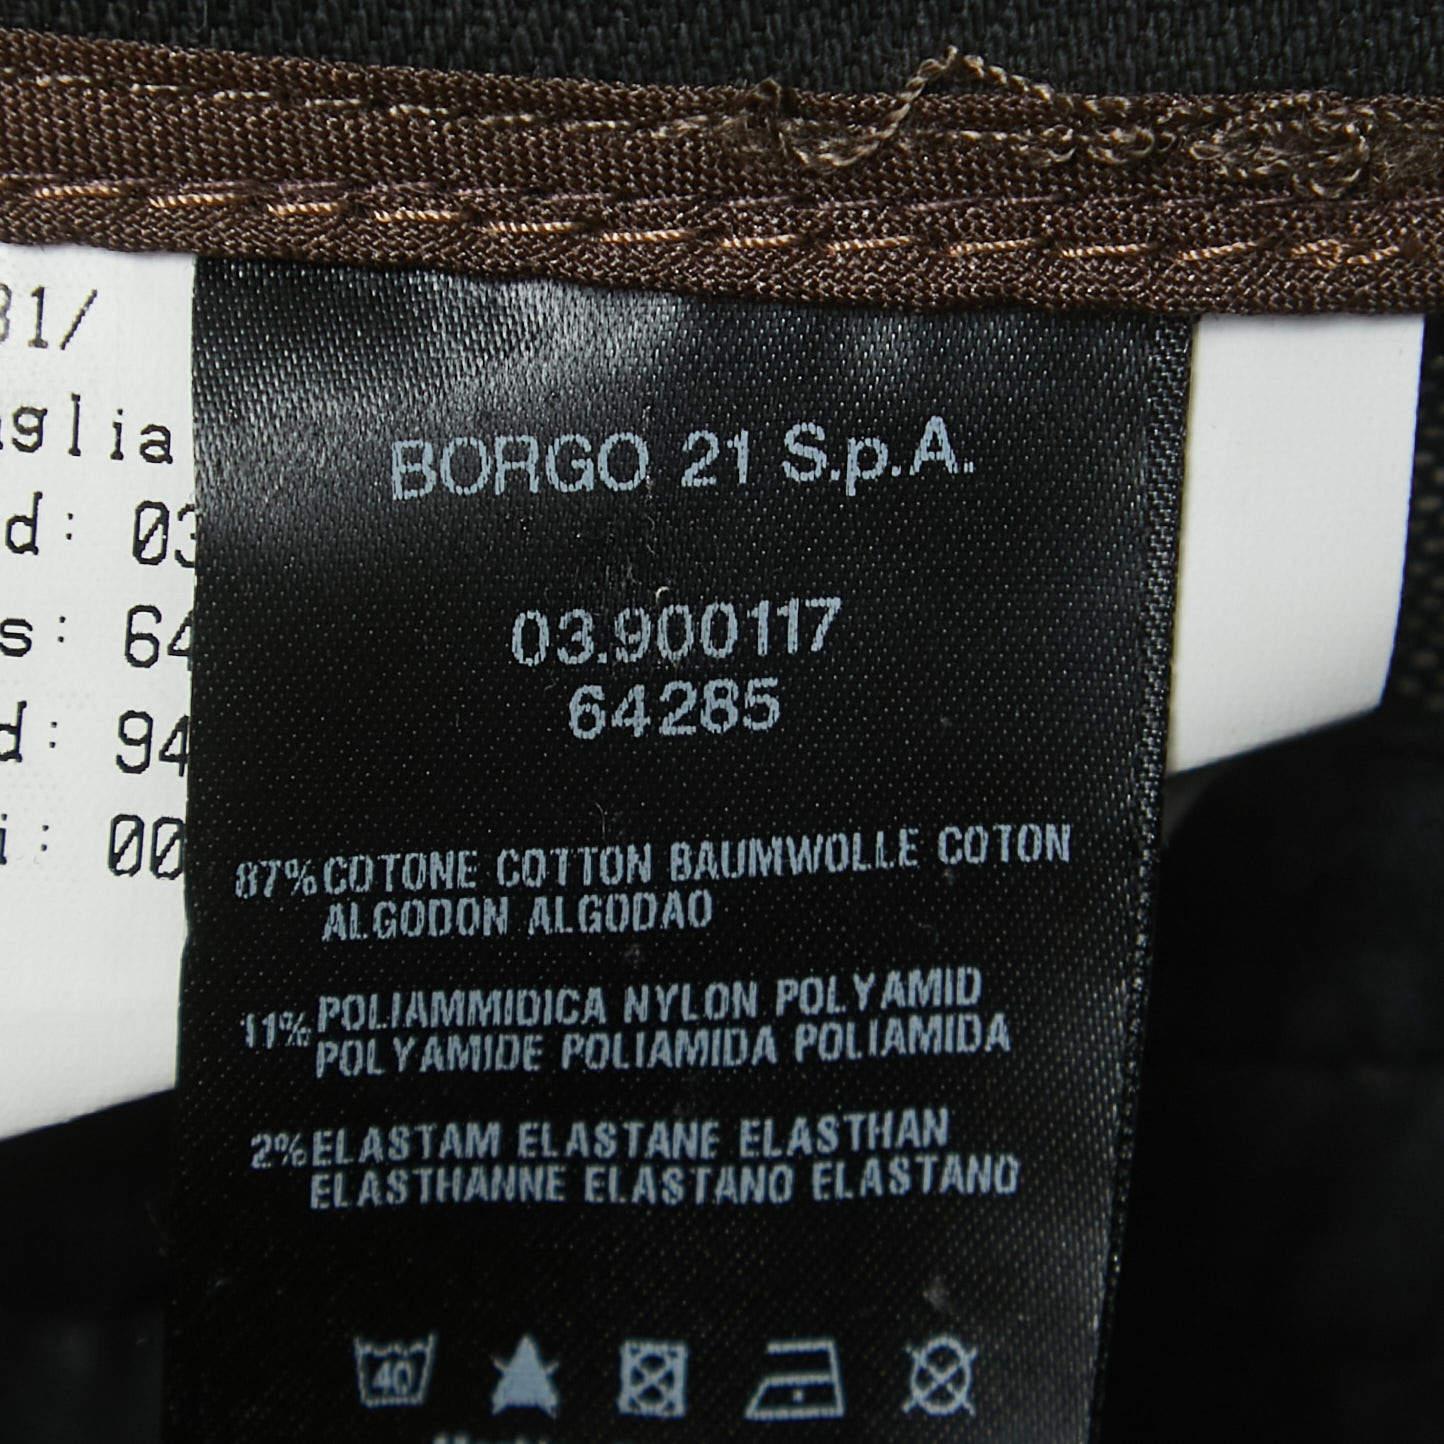 BORGO 21 S.p.A.
03.900117
64285
87% COTONE COTTON BAUMWOLLE COTON
ALGODON ALGODAO
11% POLIAMMIDICA NYLON POLYAMID
POLYAMIDE POLIAMIDA POLIAMIDA
2% ELASTAM ELASTANE ELASTHAN
ELASTHANNE ELASTANO ELASTANO
40
31/
aglia
d: 03
s: 64
d: 94
i: 00